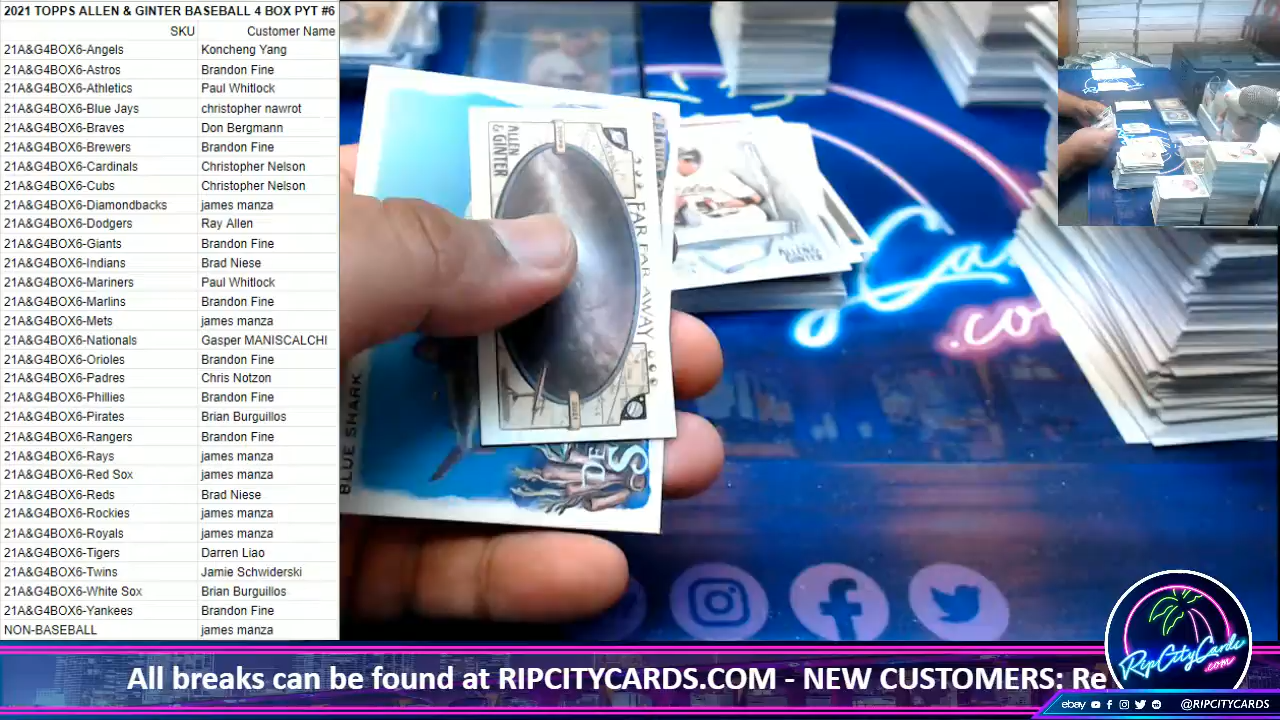 2021 TOPPS ALLEN & GINTER BASEBALL 4 BOX PYT #6
SKU Customer Name
21A&G4BOX6-Angels Koncheng Yang
21A&G4BOX6-Astros Brandon Fine
21A&G4BOX6-Athletics Paul Whitlock
21A&G4BOX6-Blue Jays christopher nawrot
21A&G4BOX6-Braves Don Bergmann
21A&G4BOX6-Brewers Brandon Fine
21A&G4BOX6-Cardinals Christopher Nelson
21A&G4BOX6-Cubs Christopher Nelson
21A&G4BOX6-Diamondbacks james manza
21A&G4BOX6-Dodgers Ray Allen
21A&G4BOX6-Giants Brandon Fine
21A&G4BOX6-Indians Brad Niese
21A&G4BOX6-Mariners Paul Whitlock
21A&G4BOX6-Marlins Brandon Fine
21A&G4BOX6-Mets james manza
21A&G4BOX6-Nationals Gasper MANISCALCHI
21A&G4BOX6-Orioles Brandon Fine
21A&G4BOX6-Padres Chris Notzon
21A&G4BOX6-Phillies Brandon Fine
21A&G4BOX6-Pirates Brian Burguillos
21A&G4BOX6-Rangers Brandon Fine
21A&G4BOX6-Rays james manza
21A&G4BOX6-Red Sox james manza
21A&G4BOX6-Reds Brad Niese
21A&G4BOX6-Rockies james manza
21A&G4BOX6-Royals james manza
21A&G4BOX6-Tigers Darren Liao
21A&G4BOX6-Twins Jamie Schwiderski
21A&G4BOX6-White Sox Brian Burguillos
21A&G4BOX6-Yankees Brandon Fine
NON-BASEBALL james manza
ALLEN & GINTER
FAR FAR AWAY
BLUE SHARK
ALLEN & GINTER
.co
All breaks can be found at RIPCITYCARDS.COM - NEW CUSTOMERS: Re
RipCityCards
.com
ebay @RIPCITYCARDS